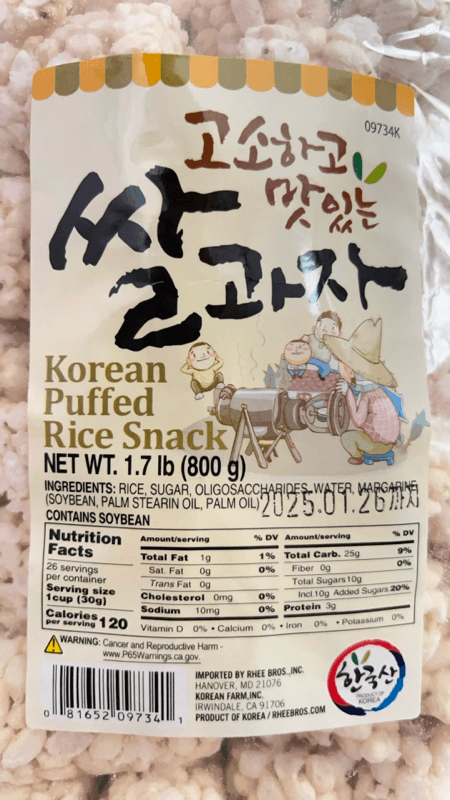 09734K
고소하고
맛있는
쌀과자
Korean
Puffed
Rice Snack
NET WT. 1.7 lb (800 g)
INGREDIENTS: RICE, SUGAR, OLIGOSACCHARIDES, WATER, MARGARINE
(SOYBEAN, PALM STEARIN OIL, PALM OIL)
2025.01.26까지
CONTAINS SOYBEAN
Nutrition
Facts
26 servings
per container
Serving size
1cup (30g)
Calories
per serving 120
Amount/serving % DV
Total Fat 1g 1%
Sat. Fat 0g 0%
Trans Fat 0g
Cholesterol 0mg 0%
Sodium 10mg 0%
Amount/serving % DV
Total Carb. 25g 9%
Fiber 0g 0%
Total Sugars10g
Incl.10g Added Sugars 20%
Protein 3g
Vitamin D 0% • Calcium 0% • Iron 0% • Potassium 0%
WARNING: Cancer and Reproductive Harm -
www.P65Warnings.ca.gov.
0 81652 09734 1
IMPORTED BY RHEE BROS.,INC.
HANOVER, MD 21076
KOREAN FARM,INC.
IRWINDALE, CA 91706
PRODUCT OF KOREA / RHEEBROS.COM
한국산
PRODUCT OF
KOREA